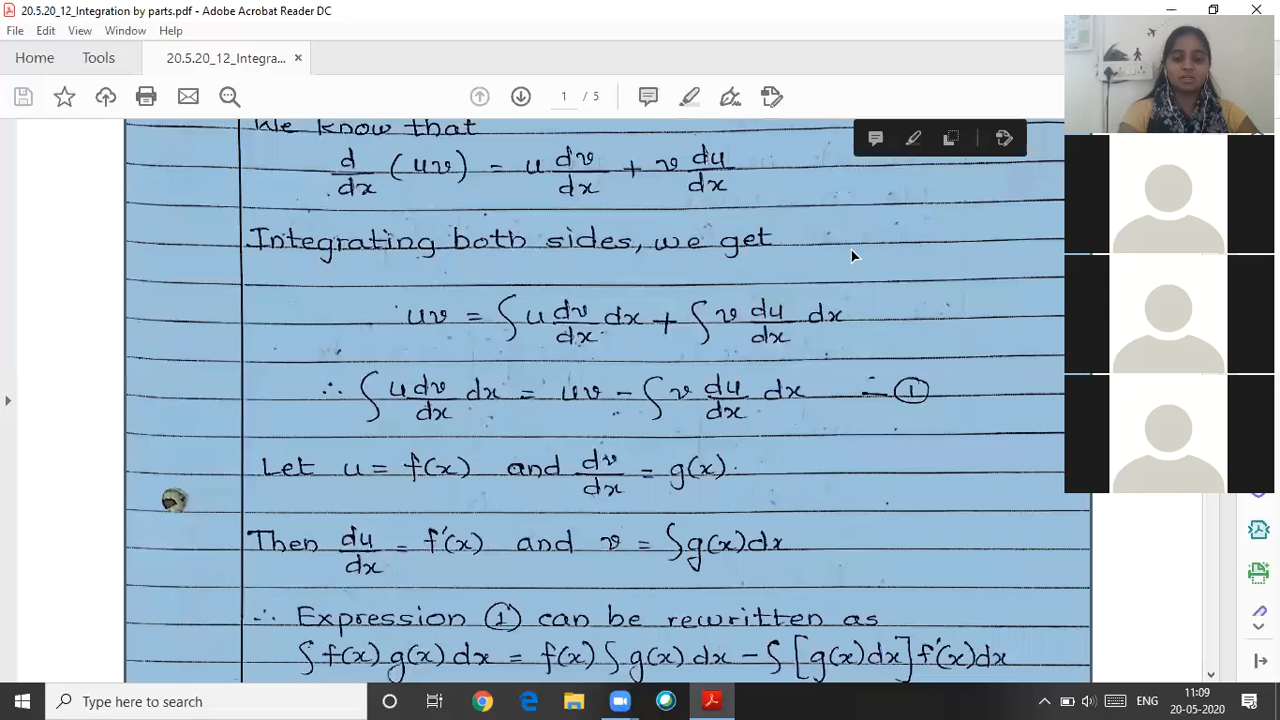 20.5.20_12_Integration by parts.pdf - Adobe Acrobat Reader DC
File Edit View Window Help
Home Tools 20.5.20_12_Integra... ×
1 / 5
We know that
d/dx (uv) = u dv/dx + v du/dx
Integrating both sides, we get
uv = ∫ u dv/dx dx + ∫ v du/dx dx
∴ ∫ u dv/dx dx = uv - ∫ v du/dx dx — ①
Let u = f(x) and dv/dx = g(x).
Then du/dx = f'(x) and v = ∫g(x)dx
∴ Expression ① can be rewritten as
∫ f(x) g(x) dx = f(x) ∫ g(x) dx - ∫ [g(x)dx] f'(x)dx
Type here to search
ENG
11:09
20-05-2020